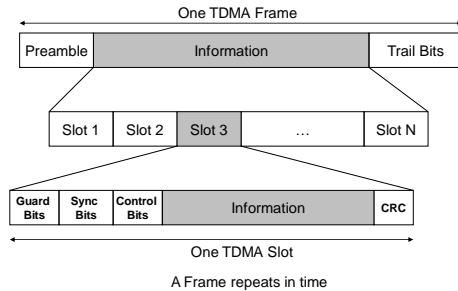 One TDMA Frame
Preamble Information Trail Bits
Slot 1 Slot 2 Slot 3 ... Slot N
Guard Sync Control Information CRC
Bits Bits Bits
One TDMA Slot
A Frame repeats in time